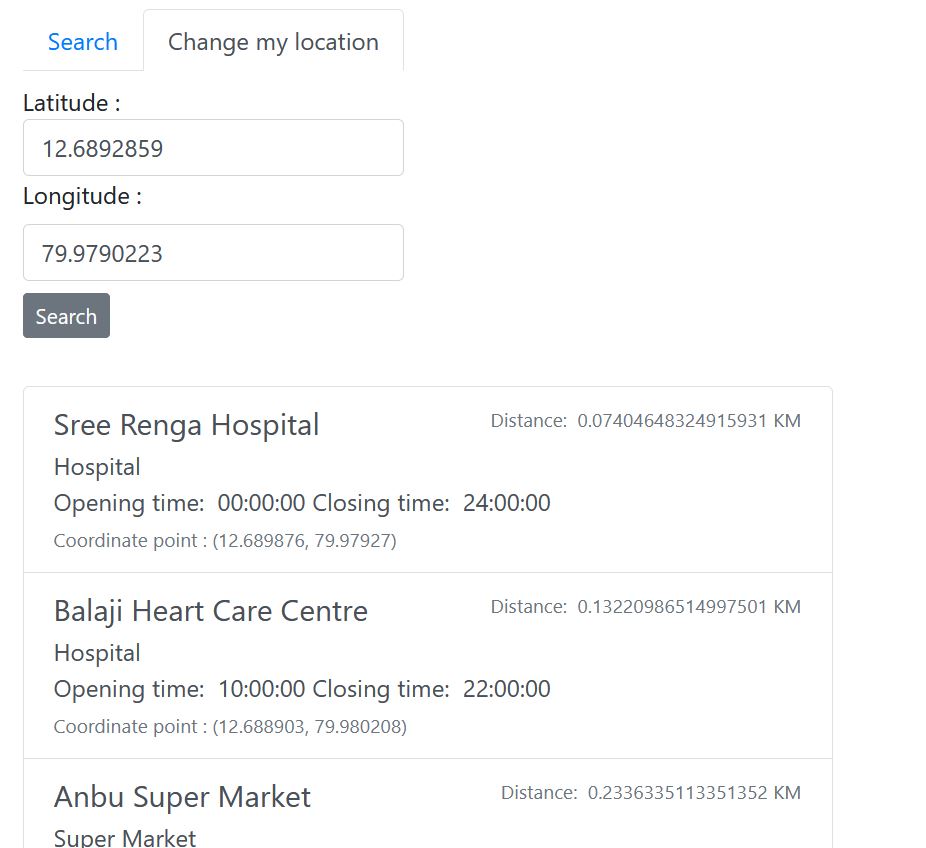 Search Change my location
Latitude :
12.6892859
Longitude :
79.9790223
Search
Sree Renga Hospital Distance: 0.07404648324915931 KM
Hospital
Opening time: 00:00:00 Closing time: 24:00:00
Coordinate point : (12.689876, 79.97927)
Balaji Heart Care Centre Distance: 0.13220986514997501 KM
Hospital
Opening time: 10:00:00 Closing time: 22:00:00
Coordinate point : (12.688903, 79.980208)
Anbu Super Market Distance: 0.2336335113351352 KM
Super Market